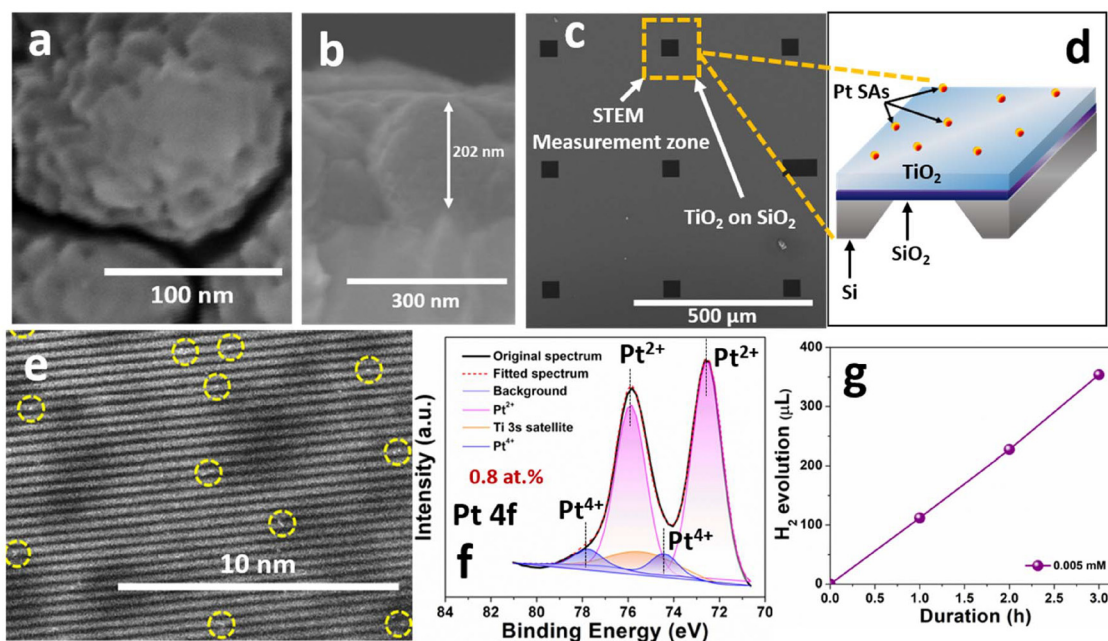 a
100 nm
b
202 nm
300 nm
c
STEM
Measurement zone
TiO₂ on SiO₂
500 μm
d
Pt SAs
TiO₂
SiO₂
Si
e
10 nm
Original spectrum
Fitted spectrum
Background
Pt²⁺
Ti 3s satellite
Pt⁴⁺
Pt²⁺
Pt²⁺
0.8 at.%
Pt 4f
Pt⁴⁺
Pt⁴⁺
f
Intensity (a.u.)
84 82 80 78 76 74 72 70
Binding Energy (eV)
g
H₂ evolution (μL)
400
300
200
100
0
0.005 mM
0.0 0.5 1.0 1.5 2.0 2.5 3.0
Duration (h)